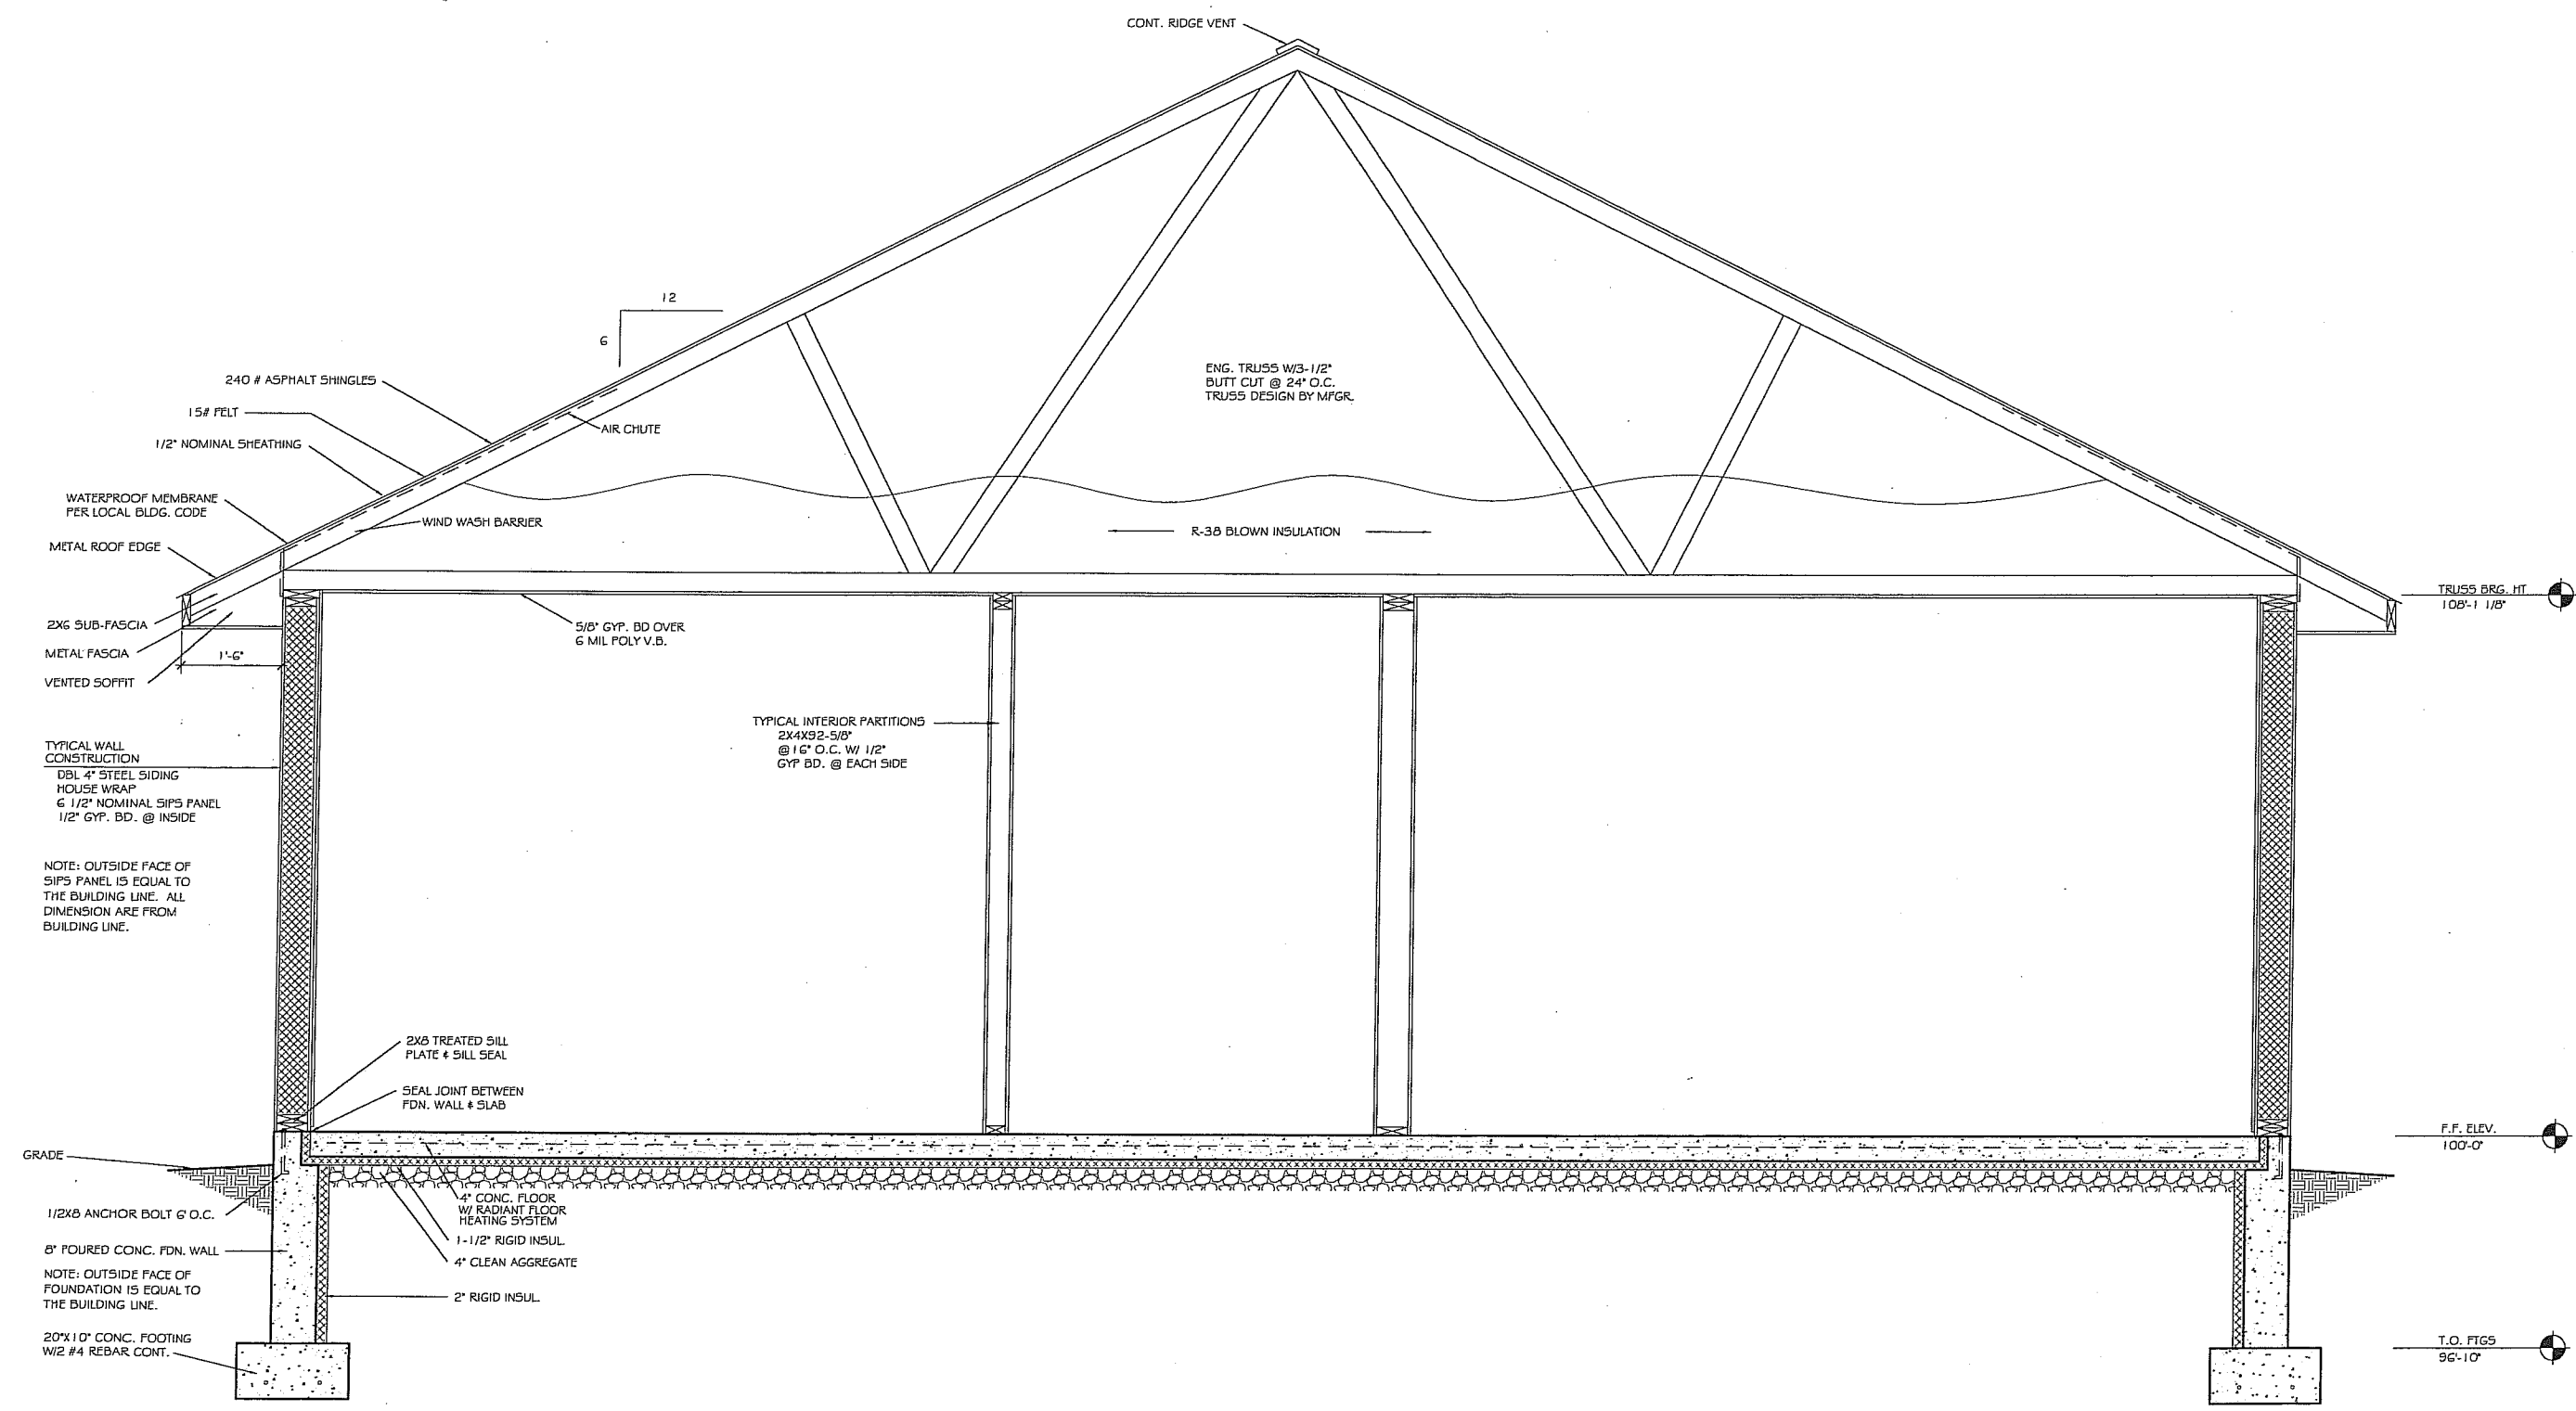 CONT. RIDGE VENT
12
6
240 # ASPHALT SHINGLES
15# FELT
1/2" NOMINAL SHEATHING
WATERPROOF MEMBRANE
PER LOCAL BLDG. CODE
METAL ROOF EDGE
AIR CHUTE
WIND WASH BARRIER
ENG. TRUSS W/3-1/2"
BUTT CUT @ 24" O.C.
TRUSS DESIGN BY MFGR.
R-38 BLOWN INSULATION
TRUSS BRG. HT
108'-1 1/8"
2X6 SUB-FASCIA
METAL FASCIA
1'-6"
VENTED SOFFIT
5/8" GYP. BD OVER
6 MIL POLY V.B.
TYPICAL INTERIOR PARTITIONS
2X4X92-5/8"
@16" O.C. W/ 1/2"
GYP BD. @ EACH SIDE
TYPICAL WALL
CONSTRUCTION
DBL 4" STEEL SIDING
HOUSE WRAP
6 1/2" NOMINAL SIPS PANEL
1/2" GYP. BD. @ INSIDE
NOTE: OUTSIDE FACE OF
SIPS PANEL IS EQUAL TO
THE BUILDING LINE. ALL
DIMENSION ARE FROM
BUILDING LINE.
2X8 TREATED SILL
PLATE & SILL SEAL
SEAL JOINT BETWEEN
FDN. WALL & SLAB
F.F. ELEV.
100'-0"
GRADE
4" CONC. FLOOR
W/ RADIANT FLOOR
HEATING SYSTEM
1-1/2" RIGID INSUL.
4" CLEAN AGGREGATE
2" RIGID INSUL.
1/2X8 ANCHOR BOLT 6' O.C.
8" POURED CONC. FDN. WALL
NOTE: OUTSIDE FACE OF
FOUNDATION IS EQUAL TO
THE BUILDING LINE.
20"X10" CONC. FOOTING
W/2 #4 REBAR CONT.
T.O. FTGS
96'-10"